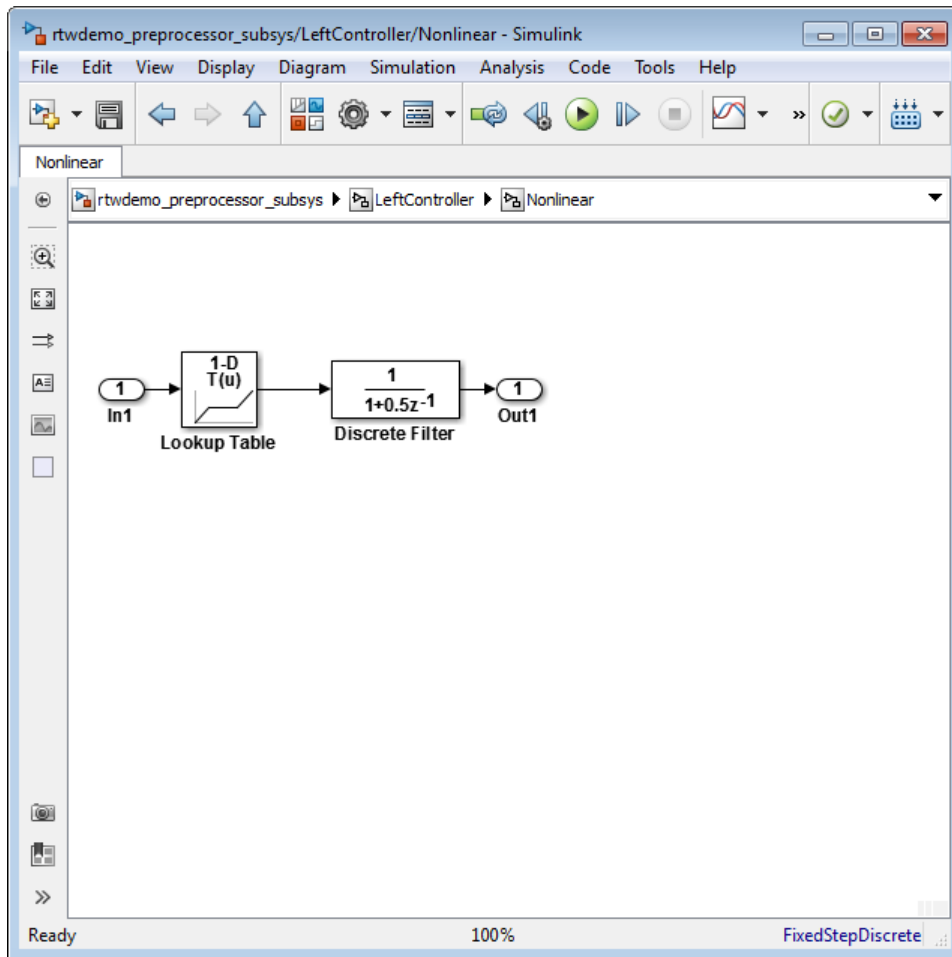 rtwdemo_preprocessor_subsys/LeftController/Nonlinear - Simulink
File Edit View Display Diagram Simulation Analysis Code Tools Help
»
Nonlinear
rtwdemo_preprocessor_subsys LeftController Nonlinear
1-D
T(u)
1
In1
Lookup Table
1
1+0.5z-1
Discrete Filter
1
Out1
Ready 100% FixedStepDiscrete